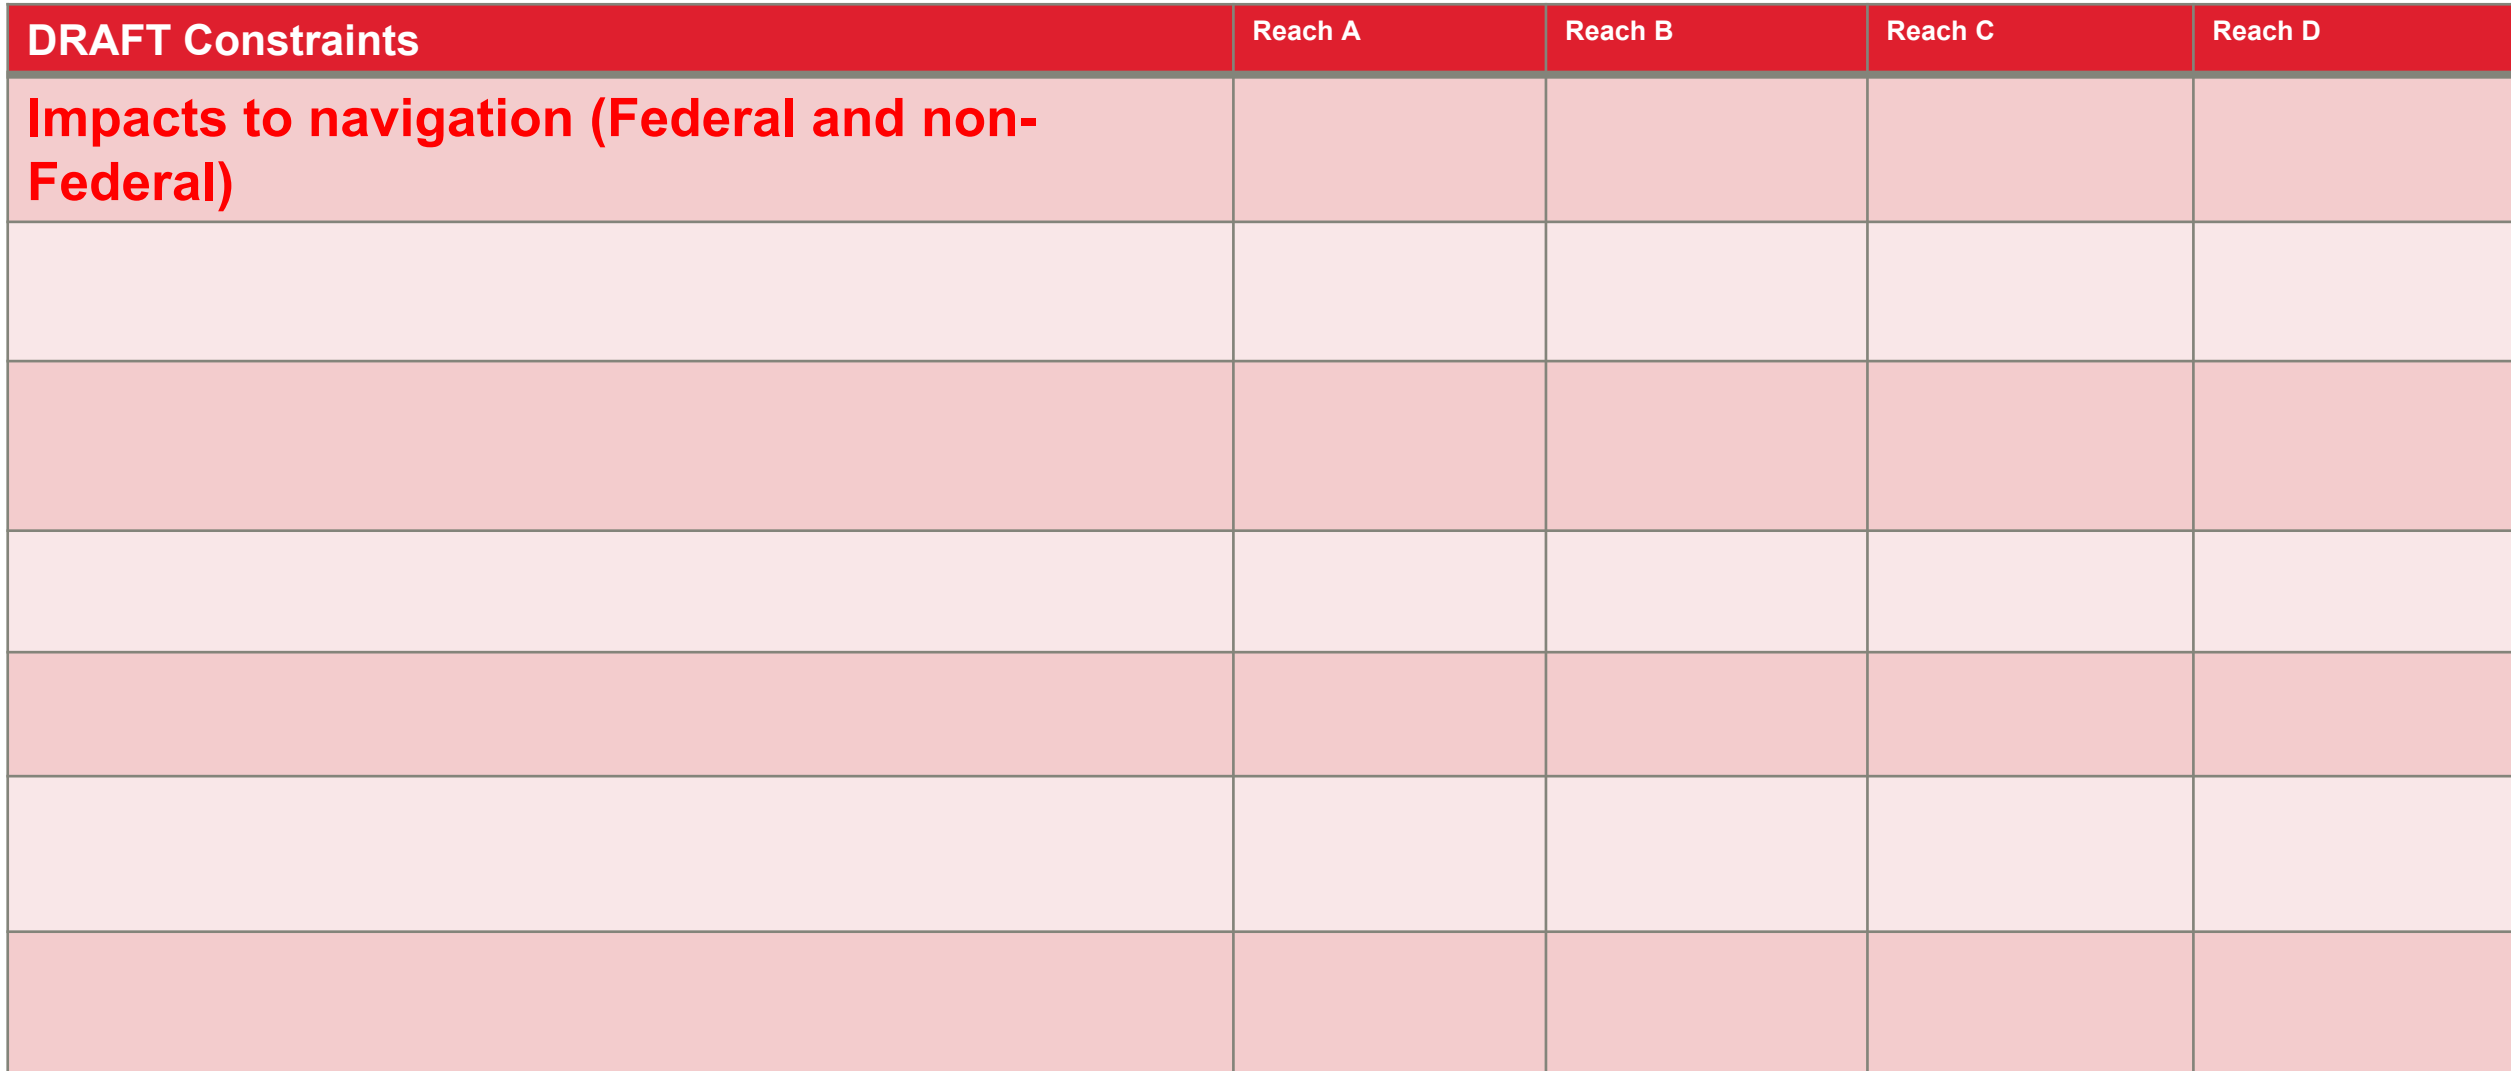 DRAFT Constraints Reach A Reach B Reach C Reach D
Impacts to navigation (Federal and non-
Federal)